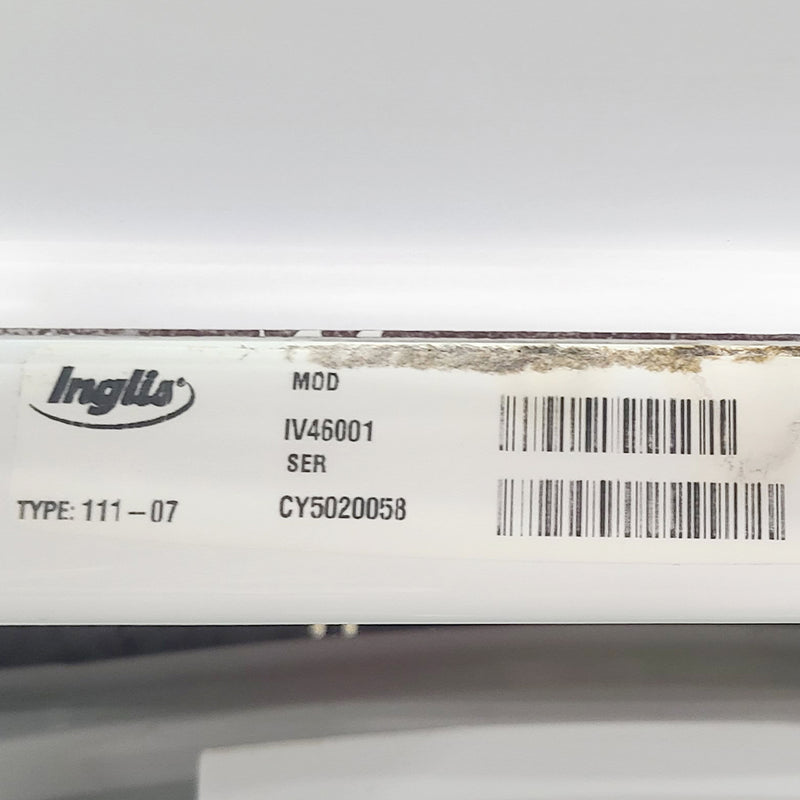 Inglis®
MOD
IV46001
SER
TYPE: 111-07
CY5020058